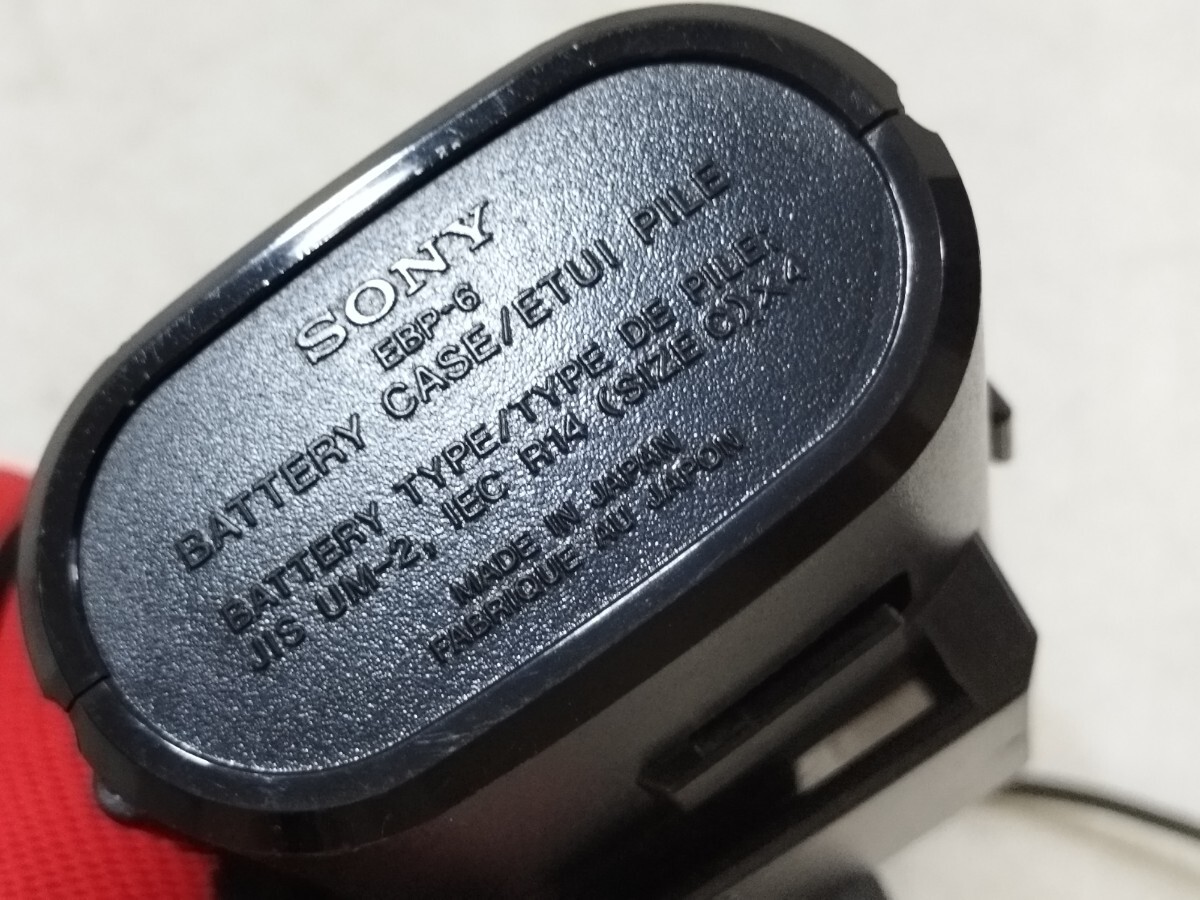 SONY
EBP-6
BATTERY CASE/ETUI PILE
BATTERY TYPE/TYPE DE PILE:
JIS UM-2, IEC R14 (SIZE C)×4
MADE IN JAPAN
FABRIQUE AU JAPON